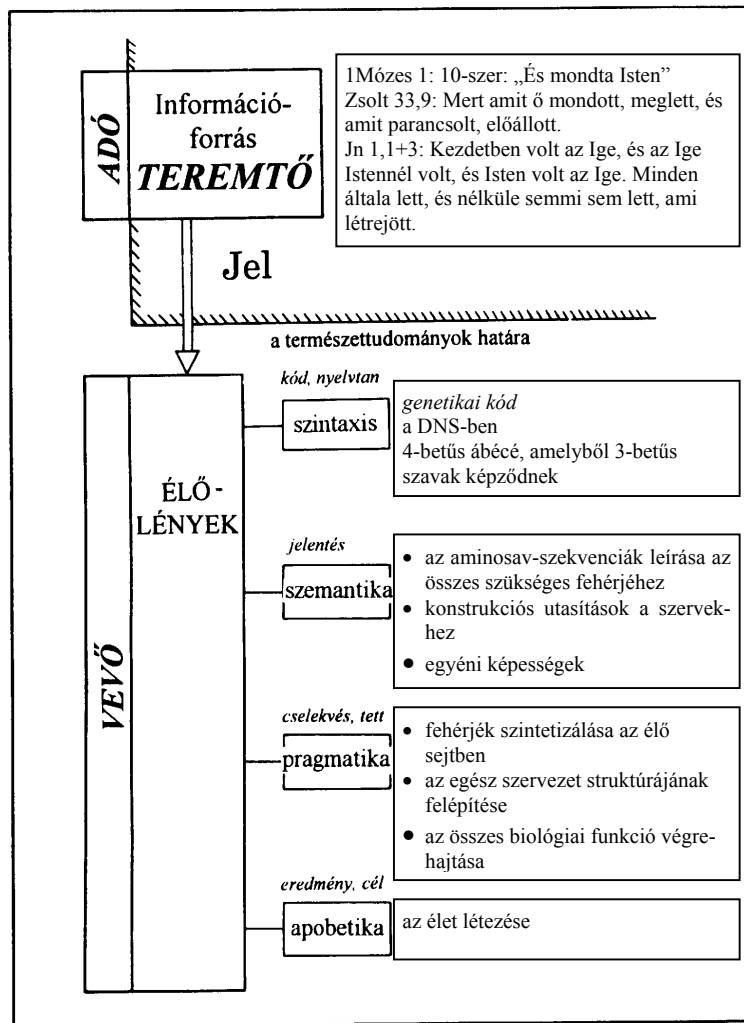 ADÓ
Információ-
forrás
TEREMTŐ
1Mózes 1: 10-szer: „És mondta Isten”
Zsolt 33,9: Mert amit ő mondott, meglett, és
amit parancsolt, előállott.
Jn 1,1+3: Kezdetben volt az Ige, és az Ige
Istennél volt, és Isten volt az Ige. Minden
általa lett, és nélküle semmi sem lett, ami
létrejött.
Jel
a természettudományok határa
VEVŐ
ÉLŐ-
LÉNYEK
kód, nyelvtan
szintaxis
genetikai kód
a DNS-ben
4-betűs ábécé, amelyből 3-betűs
szavak képződnek
jelentés
szemantika
• az aminosav-szekvenciák leírása az
összes szükséges fehérjéhez
• konstrukciós utasítások a szervek-
hez
• egyéni képességek
cselekvés, tett
pragmatika
• fehérjék szintetizálása az élő
sejtben
• az egész szervezet struktúrájának
felépítése
• az összes biológiai funkció végre-
hajtása
eredmény, cél
apobetika
az élet létezése